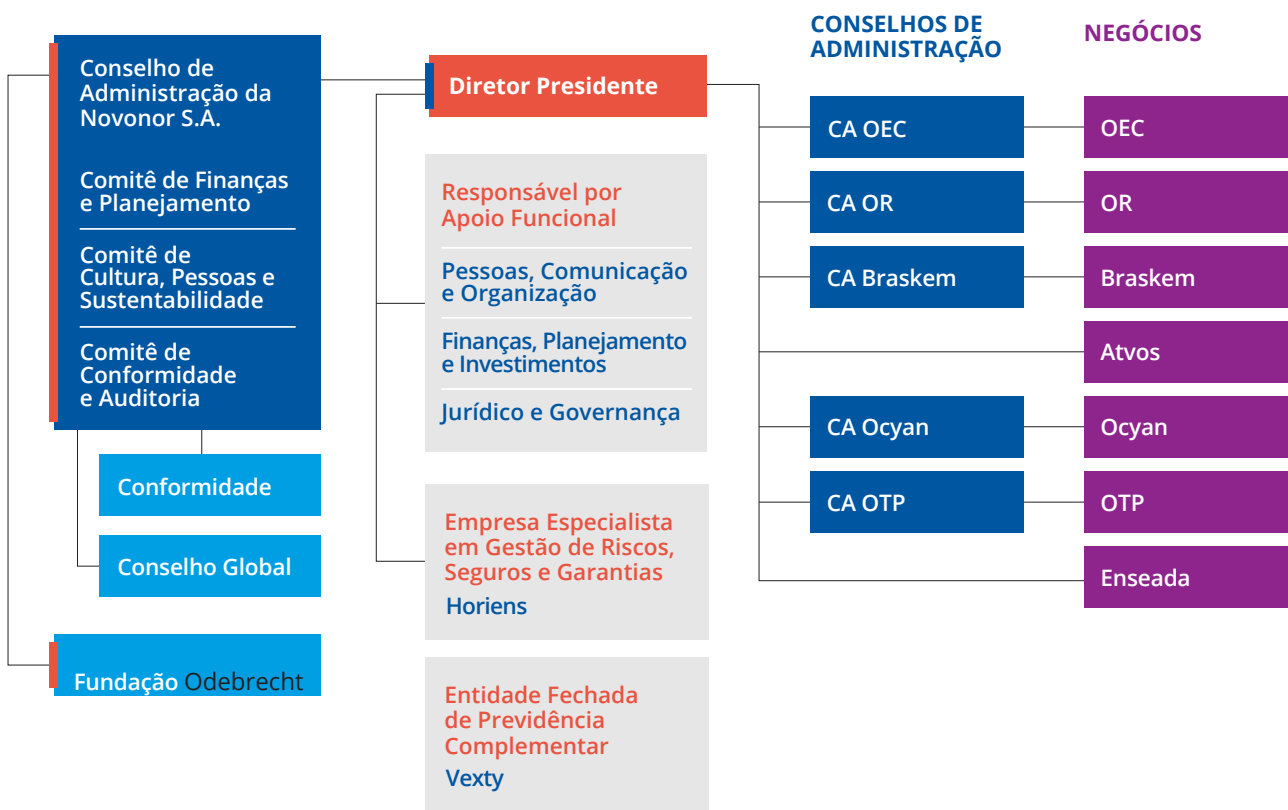 Conselho de
Administração da
Novonor S.A.
Comitê de Finanças
e Planejamento
Comitê de
Cultura, Pessoas e
Sustentabilidade
Comitê de
Conformidade
e Auditoria
Conformidade
Conselho Global
Fundação Odebrecht
Diretor Presidente
Responsável por
Apoio Funcional
Pessoas, Comunicação
e Organização
Finanças, Planejamento
e Investimentos
Jurídico e Governança
Empresa Especialista
em Gestão de Riscos,
Seguros e Garantias
Horiens
Entidade Fechada
de Previdência
Complementar
Vexty
CONSELHOS DE
ADMINISTRAÇÃO
NEGÓCIOS
CA OEC
OEC
CA OR
OR
CA Braskem
Braskem
Atvos
CA Ocyan
Ocyan
CA OTP
OTP
Enseada